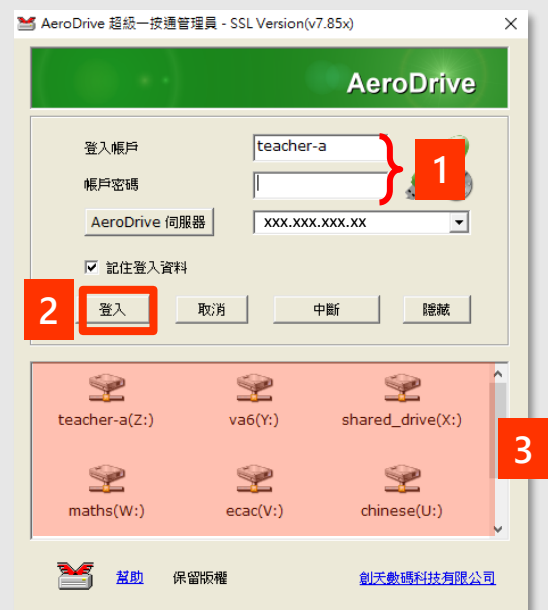 AeroDrive 超級一按通管理員 - SSL Version(v7.85x)
AeroDrive
登入帳戶 teacher-a
1
帳戶密碼
AeroDrive 伺服器 xxx.xxx.xxx.xx
記住登入資料
2 登入 取消 中斷 隱藏
teacher-a(Z:) va6(Y:) shared_drive(X:)
3
maths(W:) ecac(V:) chinese(U:)
幫助 保留版權 創天數碼科技有限公司